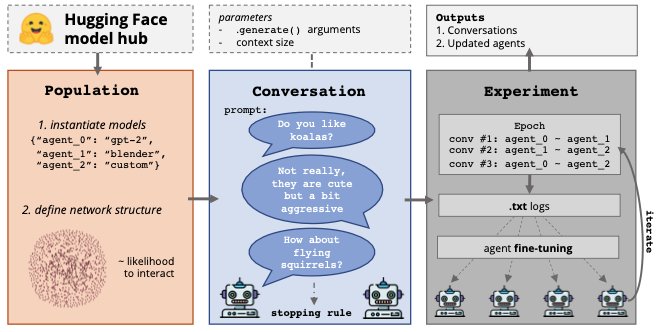 Hugging Face
model hub
parameters
- .generate() arguments
- context size
Outputs
1. Conversations
2. Updated agents
Population
1. instantiate models
{“agent_0”: “gpt-2”,
“agent_1”: “blender”,
“agent_2”: “custom”}
2. define network structure
~ likelihood
to interact
Conversation
prompt:
Do you like
koalas?
Not really,
they are cute
but a bit
aggressive
How about
flying
squirrels?
stopping rule
Experiment
Epoch
conv #1: agent_0 ~ agent_1
conv #2: agent_1 ~ agent_2
conv #3: agent_0 ~ agent_2
.txt logs
agent fine-tuning
iterate